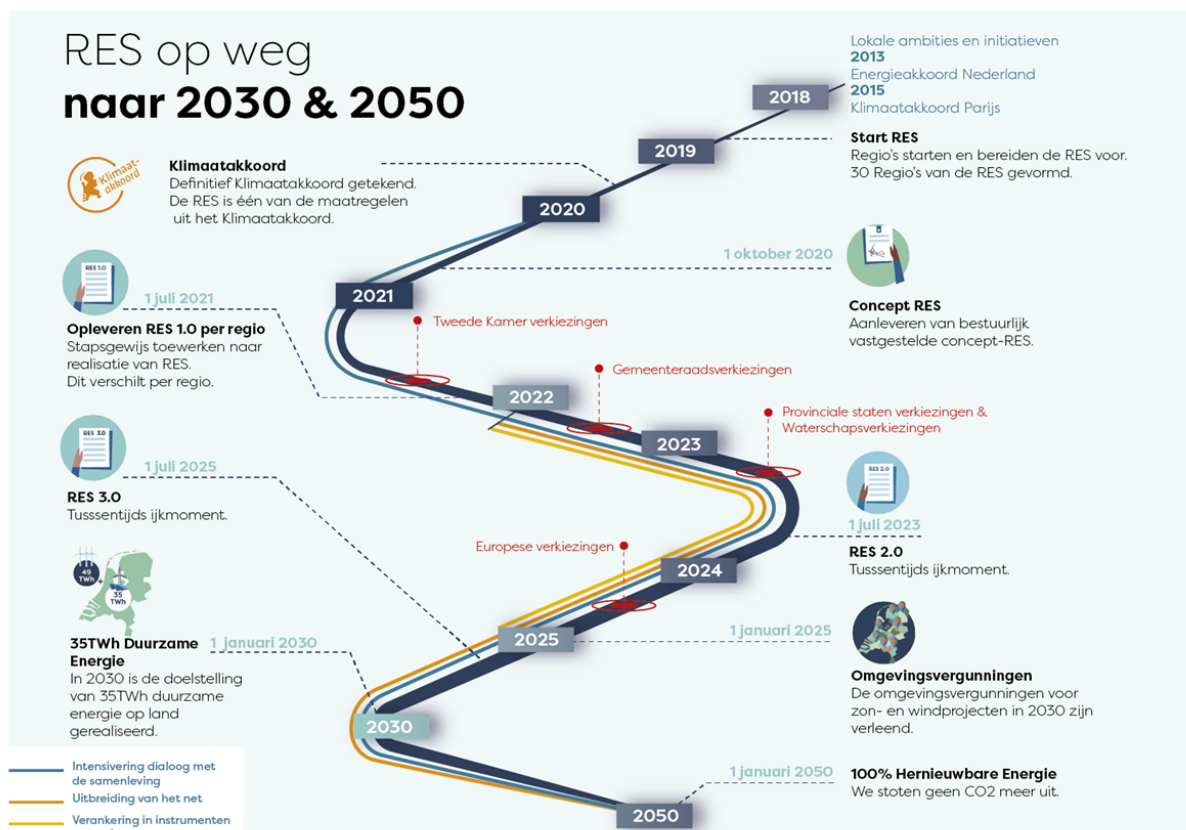 RES op weg
naar 2030 & 2050
Lokale ambities en initiatieven
2013
Energieakkoord Nederland
2015
Klimaatakkoord Parijs
2018
Start RES
Regio's starten en bereiden de RES voor.
30 Regio's van de RES gevormd.
2019
Klimaat-
akkoord
Klimaatakkoord
Definitief Klimaatakkoord getekend.
De RES is één van de maatregelen
uit het Klimaatakkoord.
2020
1 oktober 2020
Concept RES
Aanleveren van bestuurlijk
vastgestelde concept-RES.
2021
RES 1.0
1 juli 2021
Opleveren RES 1.0 per regio
Stapsgewijs toewerken naar
realisatie van RES.
Dit verschilt per regio.
Tweede Kamer verkiezingen
2022
Gemeenteraadsverkiezingen
2023
Provinciale staten verkiezingen &
Waterschapsverkiezingen
RES 2.0
1 juli 2023
RES 2.0
Tusssentijds ijkmoment.
RES 3.0
1 juli 2025
RES 3.0
Tusssentijds ijkmoment.
Europese verkiezingen
2024
2025
1 januari 2025
Omgevingsvergunningen
De omgevingsvergunningen voor
zon- en windprojecten in 2030 zijn
verleend.
49
TWh
35
TWh
1 januari 2030
35TWh Duurzame
Energie
In 2030 is de doelstelling
van 35TWh duurzame
energie op land
gerealiseerd.
2030
1 januari 2050
100% Hernieuwbare Energie
We stoten geen CO2 meer uit.
2050
Intensivering dialoog met
de samenleving
Uitbreiding van het net
Verankering in instrumenten